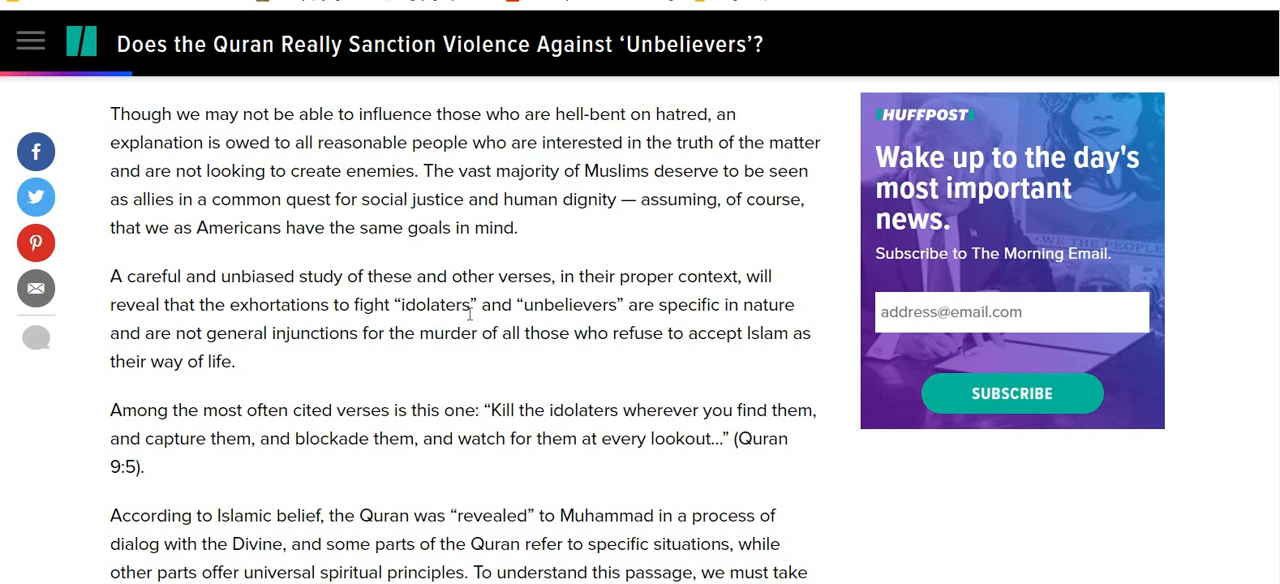 Does the Quran Really Sanction Violence Against ‘Unbelievers’?
Though we may not be able to influence those who are hell-bent on hatred, an
explanation is owed to all reasonable people who are interested in the truth of the matter
and are not looking to create enemies. The vast majority of Muslims deserve to be seen
as allies in a common quest for social justice and human dignity — assuming, of course,
that we as Americans have the same goals in mind.
A careful and unbiased study of these and other verses, in their proper context, will
reveal that the exhortations to fight “idolaters” and “unbelievers” are specific in nature
and are not general injunctions for the murder of all those who refuse to accept Islam as
their way of life.
Among the most often cited verses is this one: “Kill the idolaters wherever you find them,
and capture them, and blockade them, and watch for them at every lookout...” (Quran
9:5).
According to Islamic belief, the Quran was “revealed” to Muhammad in a process of
dialog with the Divine, and some parts of the Quran refer to specific situations, while
other parts offer universal spiritual principles. To understand this passage, we must take
HUFFPOST
Wake up to the day's
most important
news.
WE THE PEOPLE
Subscribe to The Morning Email.
address@email.com
SUBSCRIBE